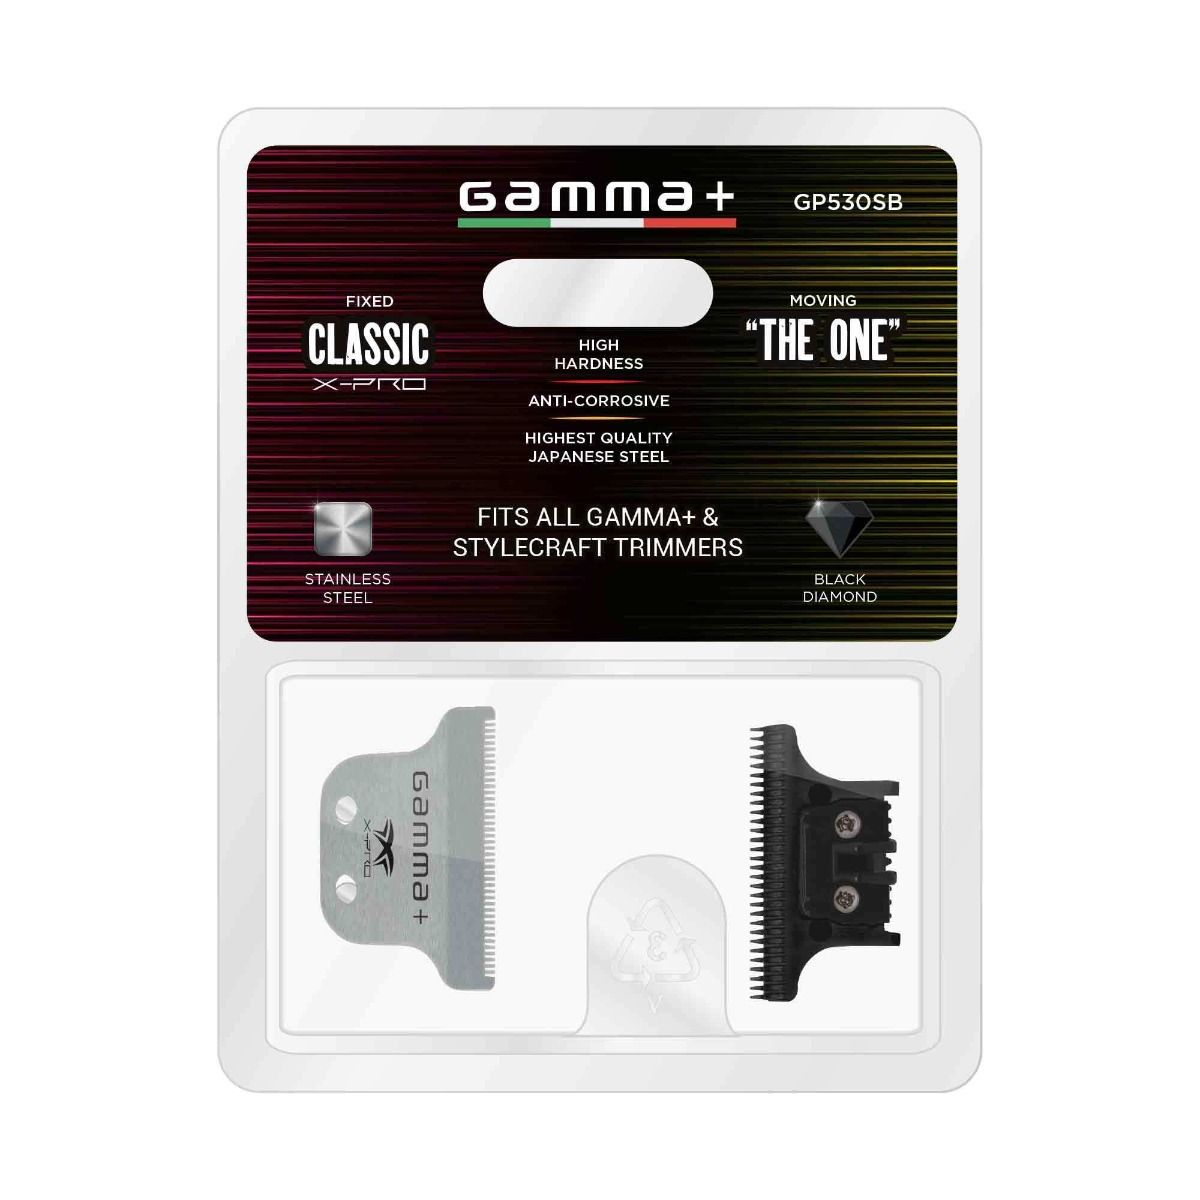 Gamma+
GP530SB
FIXED
CLASSIC
X-PRO
HIGH
HARDNESS
ANTI-CORROSIVE
HIGHEST QUALITY
JAPANESE STEEL
MOVING
“THE ONE”
FITS ALL GAMMA+ &
STYLECRAFT TRIMMERS
STAINLESS
STEEL
BLACK
DIAMOND
Gamma+
X-PRO
3
V